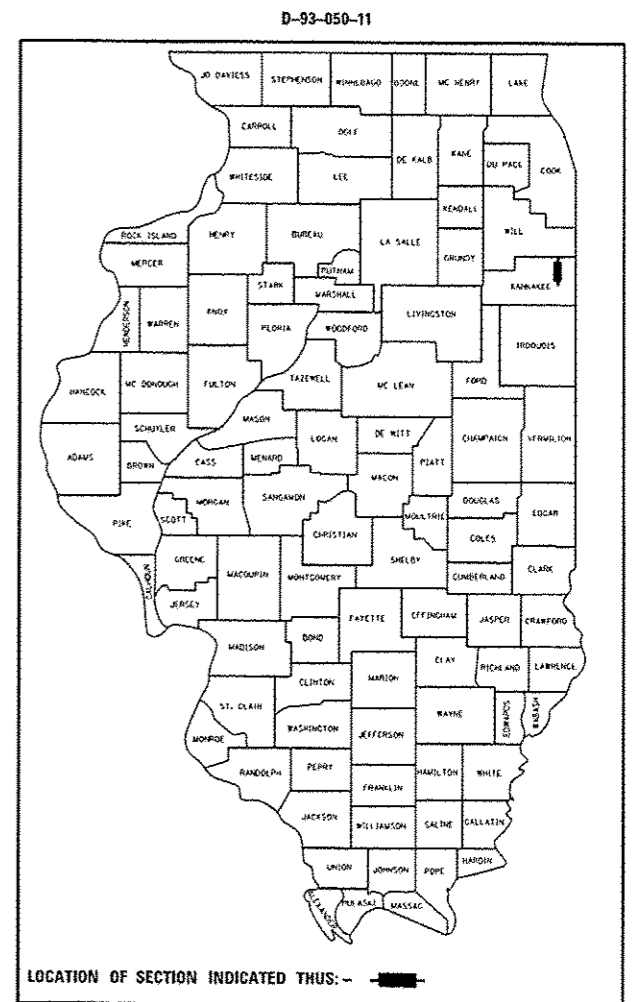 D-93-050-11
JO DAVIESS STEPHENSON WINNEBAGO BOONE MC HENRY LAKE
CARROLL OGLE
DE KALB KANE DU PAGE COOK
WHITESIDE LEE
KENDALL WILL
ROCK ISLAND HENRY BUREAU LA SALLE GRUNDY
MERCER PUTNAM KANKAKEE
STARK MARSHALL
HENDERSON WARREN KNOX PEORIA WOODFORD LIVINGSTON IROQUOIS
HANCOCK MC DONOUGH FULTON TAZEWELL MC LEAN FORD
SCHUYLER MASON LOGAN DE WITT CHAMPAIGN VERMILION
ADAMS BROWN CASS MENARD MACON PIATT
PIKE SCOTT MORGAN SANGAMON CHRISTIAN MOULTRIE DOUGLAS EDGAR
COLES
CALHOUN GREENE MACOUPIN MONTGOMERY SHELBY CUMBERLAND CLARK
JERSEY
MADISON BOND FAYETTE EFFINGHAM JASPER CRAWFORD
CLAY RICHLAND LAWRENCE
CLINTON MARION
ST. CLAIR WAYNE EDWARDS WABASH
MONROE WASHINGTON JEFFERSON
RANDOLPH PERRY HAMILTON WHITE
FRANKLIN
JACKSON WILLIAMSON SALINE GALLATIN
UNION JOHNSON POPE HARDIN
ALEXANDER PULASKI MASSAC
LOCATION OF SECTION INDICATED THUS: -